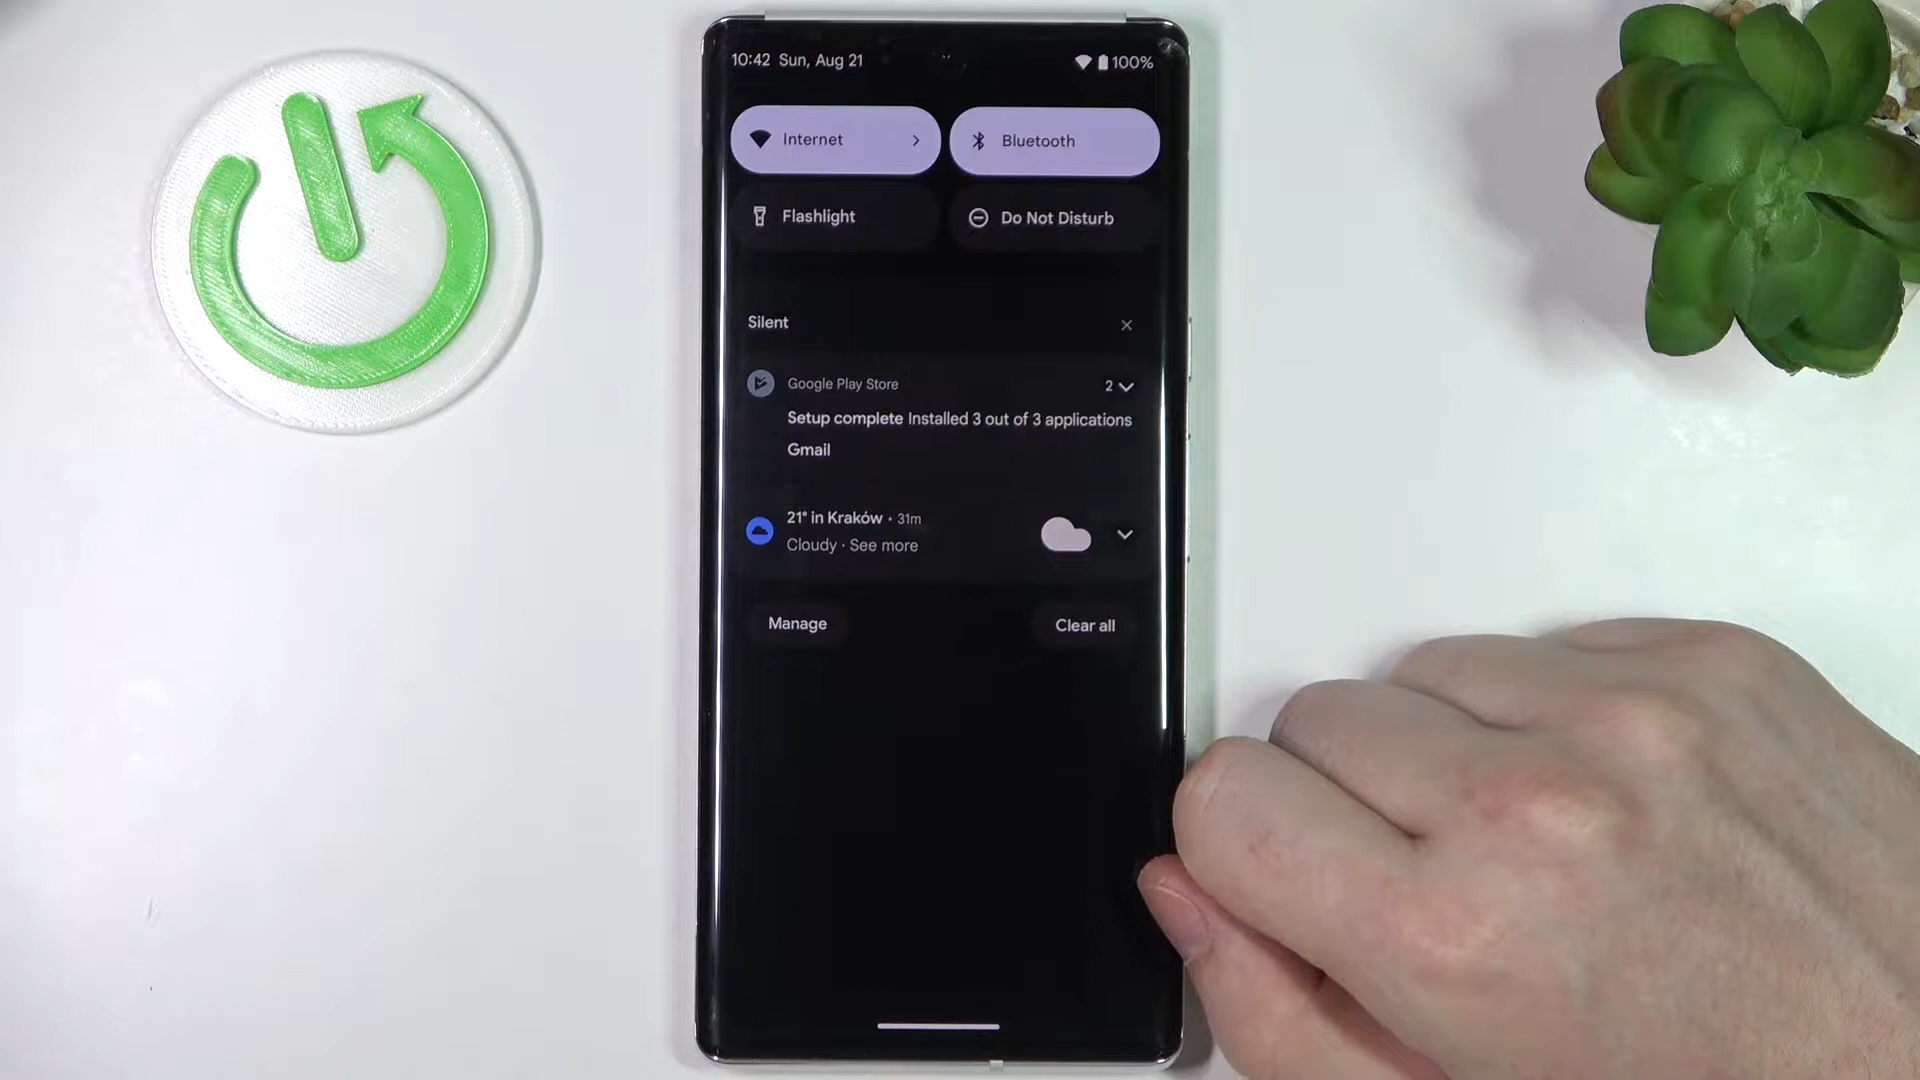 10:42 Sun, Aug 21 100%
Internet Bluetooth
Flashlight Do Not Disturb
Silent
Google Play Store 2
Setup complete Installed 3 out of 3 applications
Gmail
21° in Kraków • 31m
Cloudy · See more
Manage Clear all